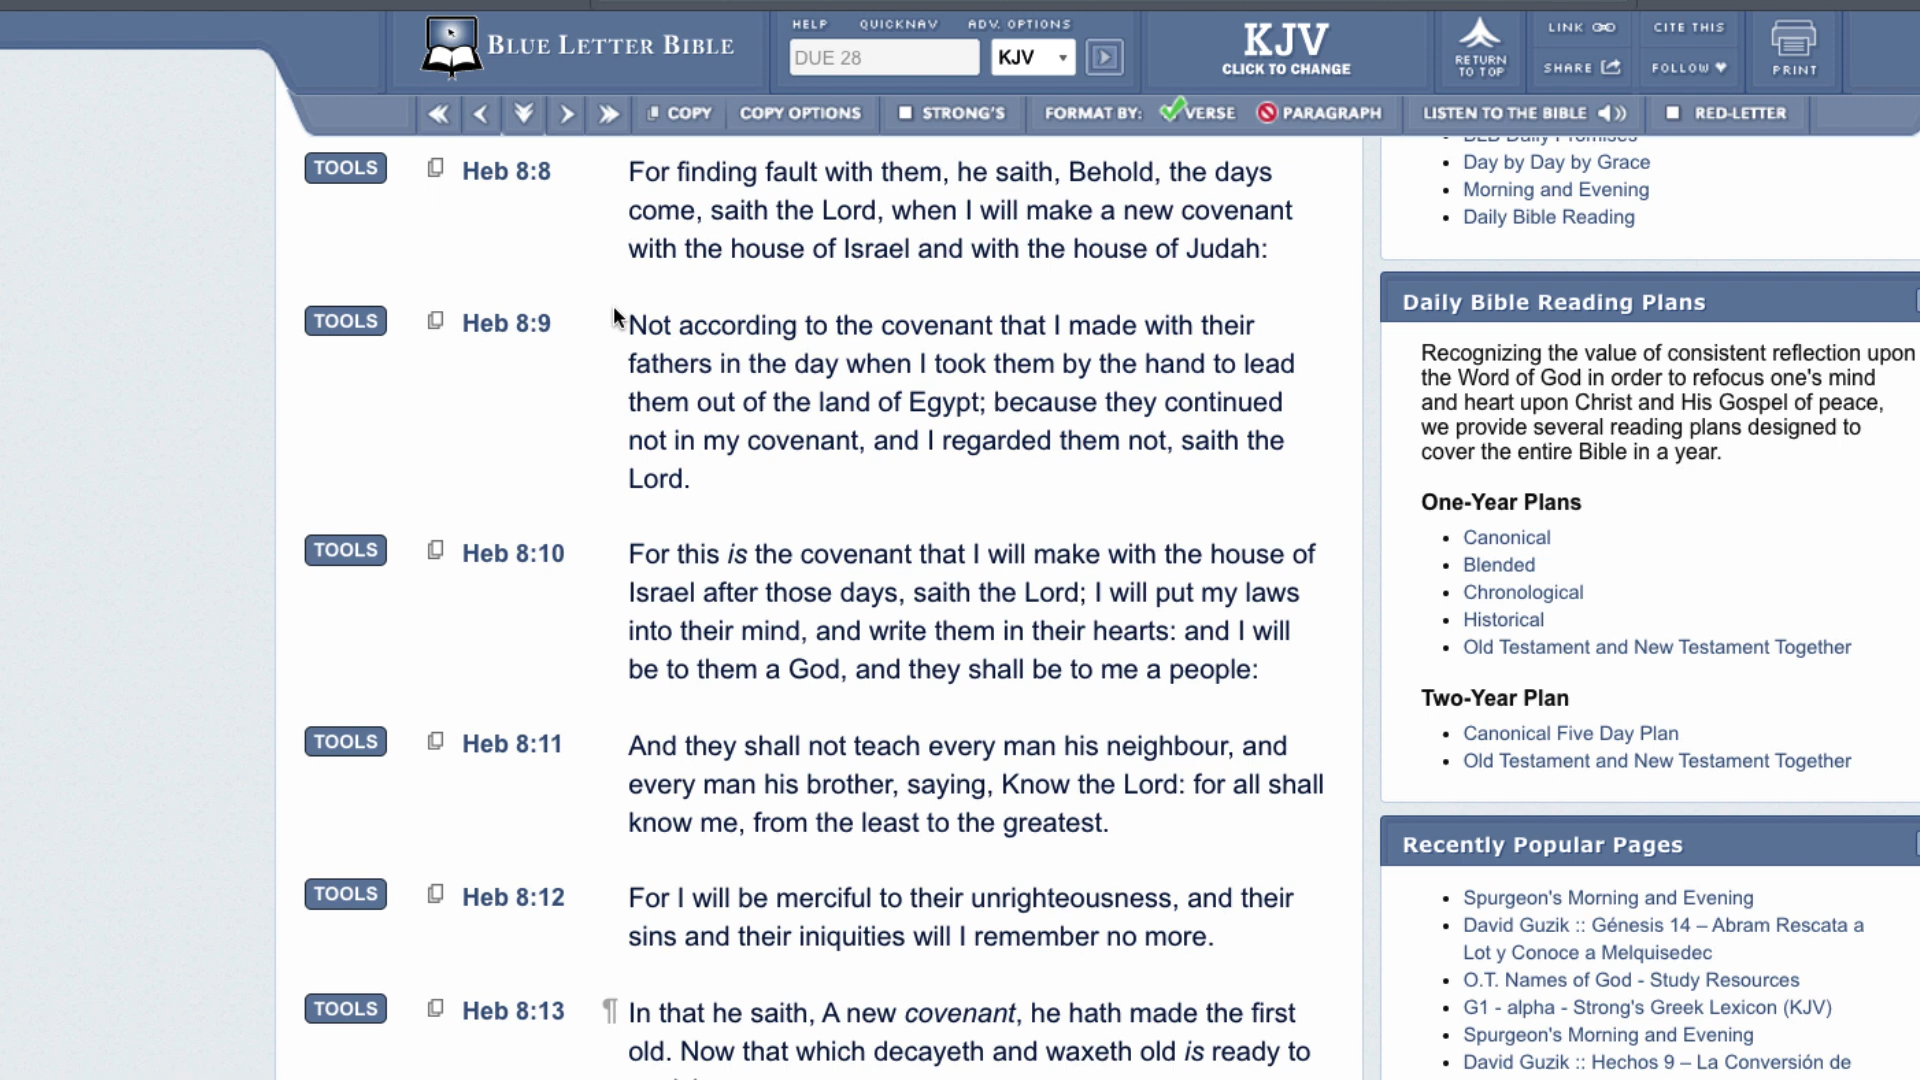 BLUE LETTER BIBLE
HELP QUICKNAV ADV. OPTIONS
DUE 28
KJV
KJV
CLICK TO CHANGE
RETURN
TO TOP
LINK
SHARE
CITE THIS
FOLLOW
PRINT
COPY
COPY OPTIONS
STRONG'S
FORMAT BY: VERSE PARAGRAPH
LISTEN TO THE BIBLE
RED-LETTER
TOOLS
Heb 8:8
For finding fault with them, he saith, Behold, the days
come, saith the Lord, when I will make a new covenant
with the house of Israel and with the house of Judah:
TOOLS
Heb 8:9
Not according to the covenant that I made with their
fathers in the day when I took them by the hand to lead
them out of the land of Egypt; because they continued
not in my covenant, and I regarded them not, saith the
Lord.
TOOLS
Heb 8:10
For this is the covenant that I will make with the house of
Israel after those days, saith the Lord; I will put my laws
into their mind, and write them in their hearts: and I will
be to them a God, and they shall be to me a people:
TOOLS
Heb 8:11
And they shall not teach every man his neighbour, and
every man his brother, saying, Know the Lord: for all shall
know me, from the least to the greatest.
TOOLS
Heb 8:12
For I will be merciful to their unrighteousness, and their
sins and their iniquities will I remember no more.
TOOLS
Heb 8:13
¶ In that he saith, A new covenant, he hath made the first
old. Now that which decayeth and waxeth old is ready to
BLB Daily Promises
Day by Day by Grace
Morning and Evening
Daily Bible Reading
Daily Bible Reading Plans
Recognizing the value of consistent reflection upon
the Word of God in order to refocus one's mind
and heart upon Christ and His Gospel of peace,
we provide several reading plans designed to
cover the entire Bible in a year.
One-Year Plans
Canonical
Blended
Chronological
Historical
Old Testament and New Testament Together
Two-Year Plan
Canonical Five Day Plan
Old Testament and New Testament Together
Recently Popular Pages
Spurgeon's Morning and Evening
David Guzik :: Génesis 14 – Abram Rescata a
Lot y Conoce a Melquisedec
O.T. Names of God - Study Resources
G1 - alpha - Strong's Greek Lexicon (KJV)
Spurgeon's Morning and Evening
David Guzik :: Hechos 9 – La Conversión de